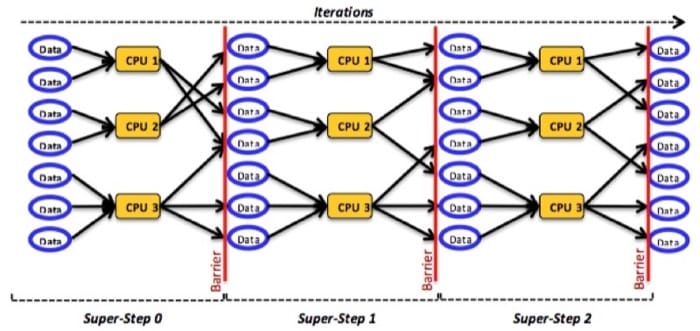 Iterations
Data
Data
Data
Data
Data
Data
Data
CPU 1
CPU 2
CPU 3
Barrier
Data
Data
Data
Data
Data
Data
Data
CPU 1
CPU 2
CPU 3
Barrier
Data
Data
Data
Data
Data
Data
Data
CPU 1
CPU 2
CPU 3
Barrier
Data
Data
Data
Data
Data
Data
Data
Super-Step 0
Super-Step 1
Super-Step 2